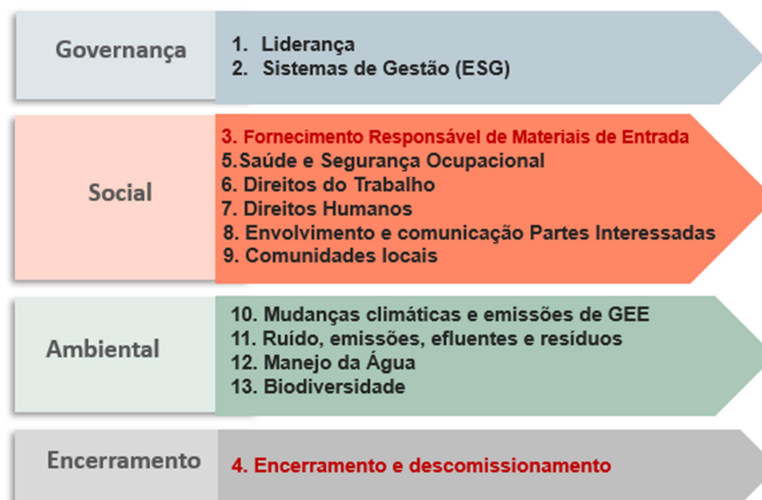 Governança
1. Liderança
2. Sistemas de Gestão (ESG)
Social
3. Fornecimento Responsável de Materiais de Entrada
5.Saúde e Segurança Ocupacional
6. Direitos do Trabalho
7. Direitos Humanos
8. Envolvimento e comunicação Partes Interessadas
9. Comunidades locais
Ambiental
10. Mudanças climáticas e emissões de GEE
11. Ruído, emissões, efluentes e resíduos
12. Manejo da Água
13. Biodiversidade
Encerramento
4. Encerramento e descomissionamento